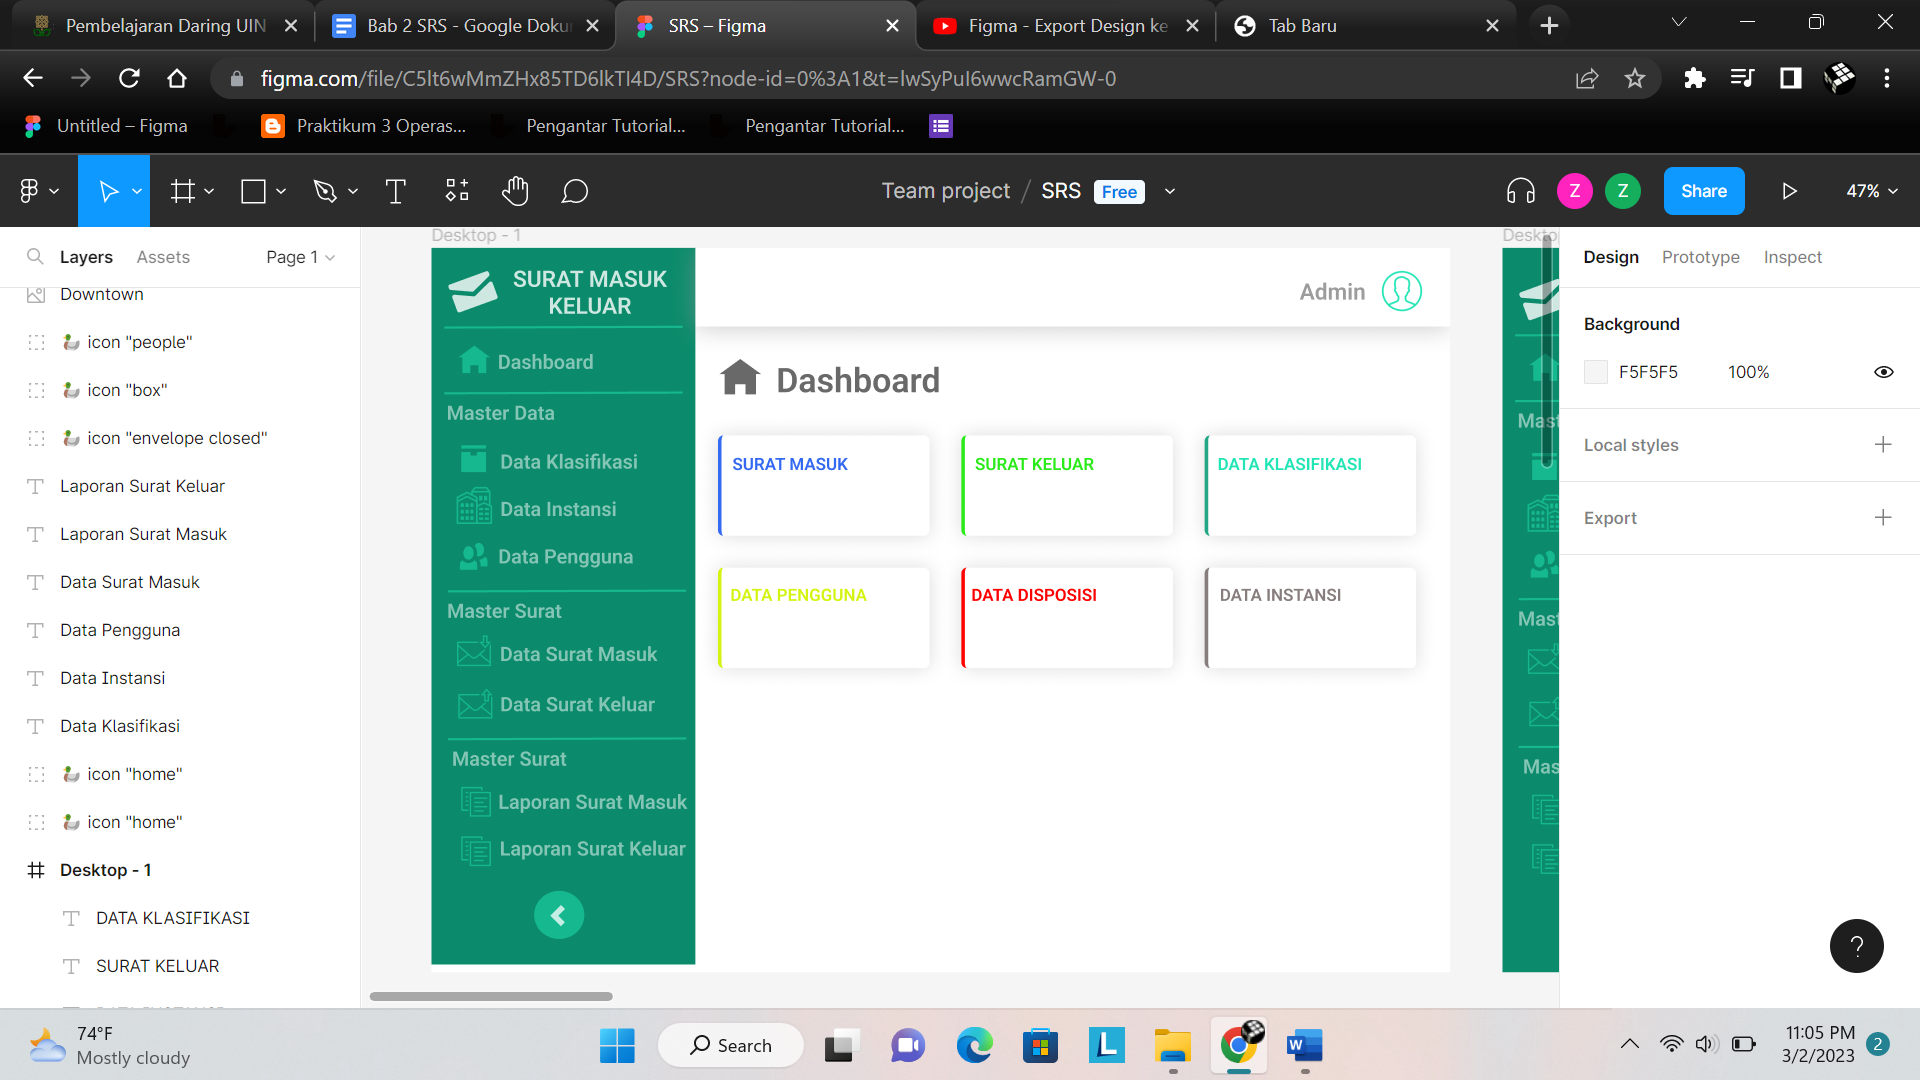 Pembelajaran Daring UIN
Bab 2 SRS - Google Doku
SRS – Figma
Figma - Export Design ke
Tab Baru
figma.com/file/C5lt6wMmZHx85TD6lkTI4D/SRS?node-id=0%3A1&t=lwSyPuI6wwcRamGW-0
Untitled – Figma
Praktikum 3 Operas...
Pengantar Tutorial...
Pengantar Tutorial...
Team project / SRS Free
Z
Z
Share
47%
Layers
Assets
Page 1
Downtown
icon "people"
icon "box"
icon "envelope closed"
Laporan Surat Keluar
Laporan Surat Masuk
Data Surat Masuk
Data Pengguna
Data Instansi
Data Klasifikasi
icon "home"
icon "home"
Desktop - 1
DATA KLASIFIKASI
SURAT KELUAR
Desktop - 1
SURAT MASUK
KELUAR
Dashboard
Master Data
Data Klasifikasi
Data Instansi
Data Pengguna
Master Surat
Data Surat Masuk
Data Surat Keluar
Master Surat
Laporan Surat Masuk
Laporan Surat Keluar
Admin
Dashboard
SURAT MASUK
SURAT KELUAR
DATA KLASIFIKASI
DATA PENGGUNA
DATA DISPOSISI
DATA INSTANSI
Deskto
Mast
Mast
Mas
Design
Prototype
Inspect
Background
F5F5F5
100%
Local styles
Export
?
74°F
Mostly cloudy
Search
11:05 PM
3/2/2023
2